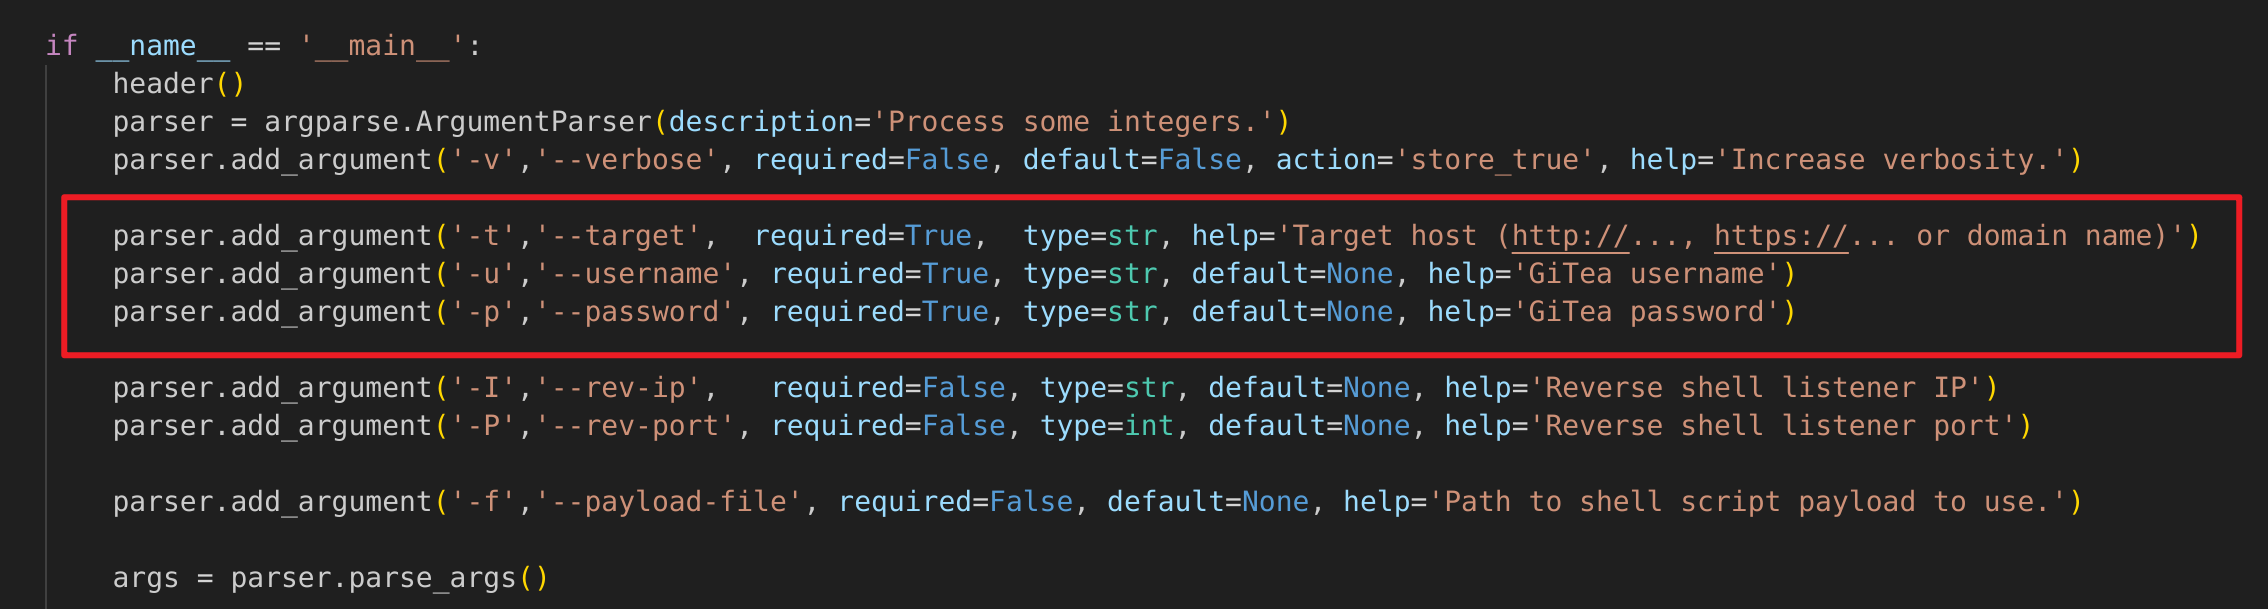 if __name__ == '__main__':
    header()
    parser = argparse.ArgumentParser(description='Process some integers.')
    parser.add_argument('-v','--verbose', required=False, default=False, action='store_true', help='Increase verbosity.')
    parser.add_argument('-t','--target',  required=True,  type=str, help='Target host (http://..., https://... or domain name)')
    parser.add_argument('-u','--username', required=True, type=str, default=None, help='GiTea username')
    parser.add_argument('-p','--password', required=True, type=str, default=None, help='GiTea password')
    parser.add_argument('-I','--rev-ip',   required=False, type=str, default=None, help='Reverse shell listener IP')
    parser.add_argument('-P','--rev-port', required=False, type=int, default=None, help='Reverse shell listener port')
    parser.add_argument('-f','--payload-file', required=False, default=None, help='Path to shell script payload to use.')
    args = parser.parse_args()